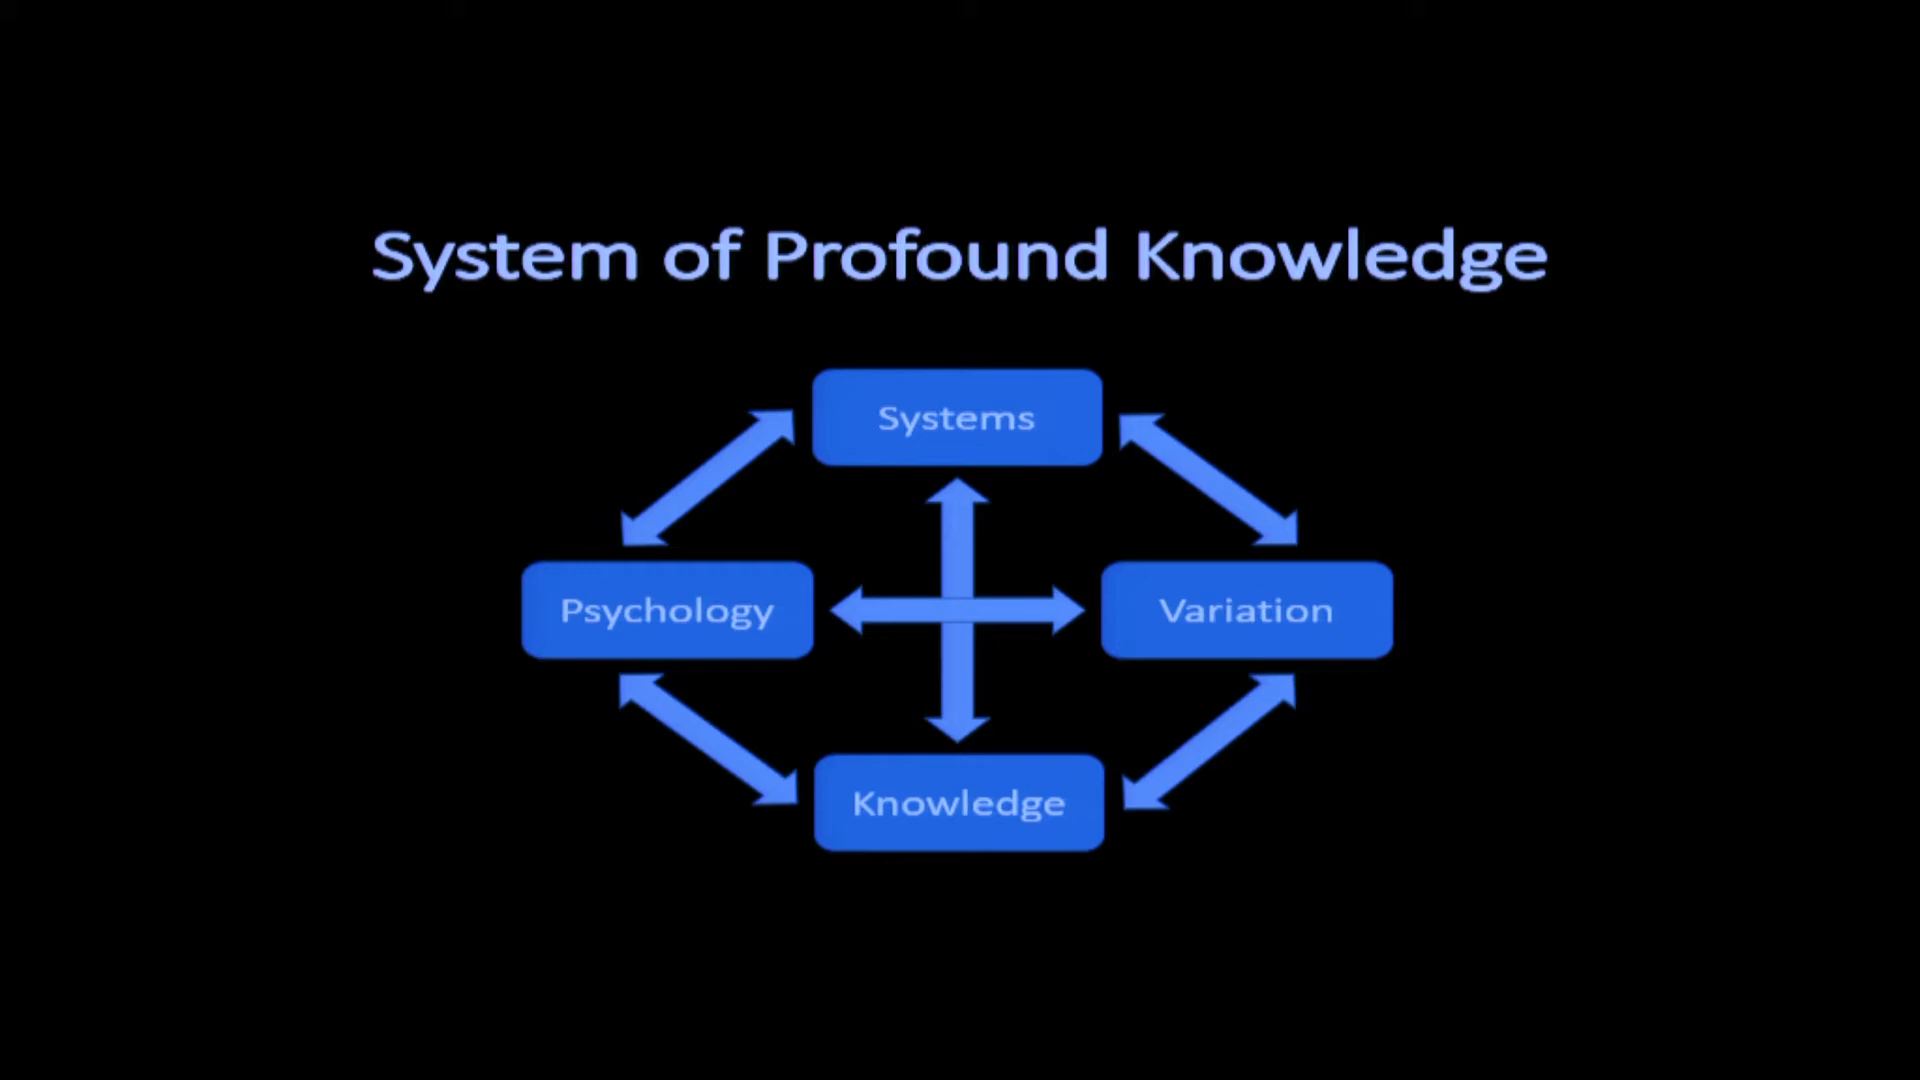 System of Profound Knowledge
Systems
Psychology
Variation
Knowledge